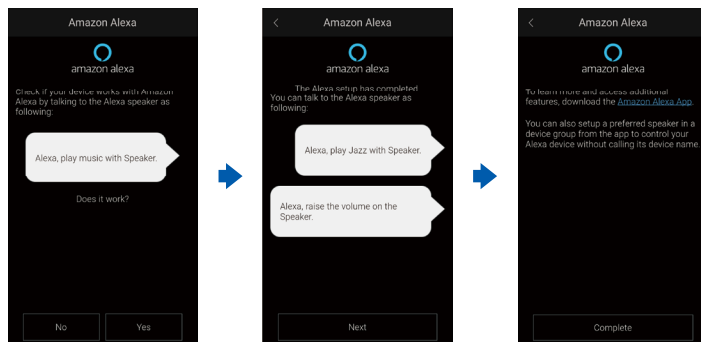 Amazon Alexa
amazon alexa
Check if your device works with Amazon
Alexa by talking to the Alexa speaker as
following:
Alexa, play music with Speaker.
Does it work?
No
Yes
Amazon Alexa
amazon alexa
The Alexa setup has completed
You can talk to the Alexa speaker as
following:
Alexa, play Jazz with Speaker.
Alexa, raise the volume on the
Speaker.
Next
Amazon Alexa
amazon alexa
To learn more and access additional
features, download the Amazon Alexa App.
You can also setup a preferred speaker in a
device group from the app to control your
Alexa device without calling its device name.
Complete